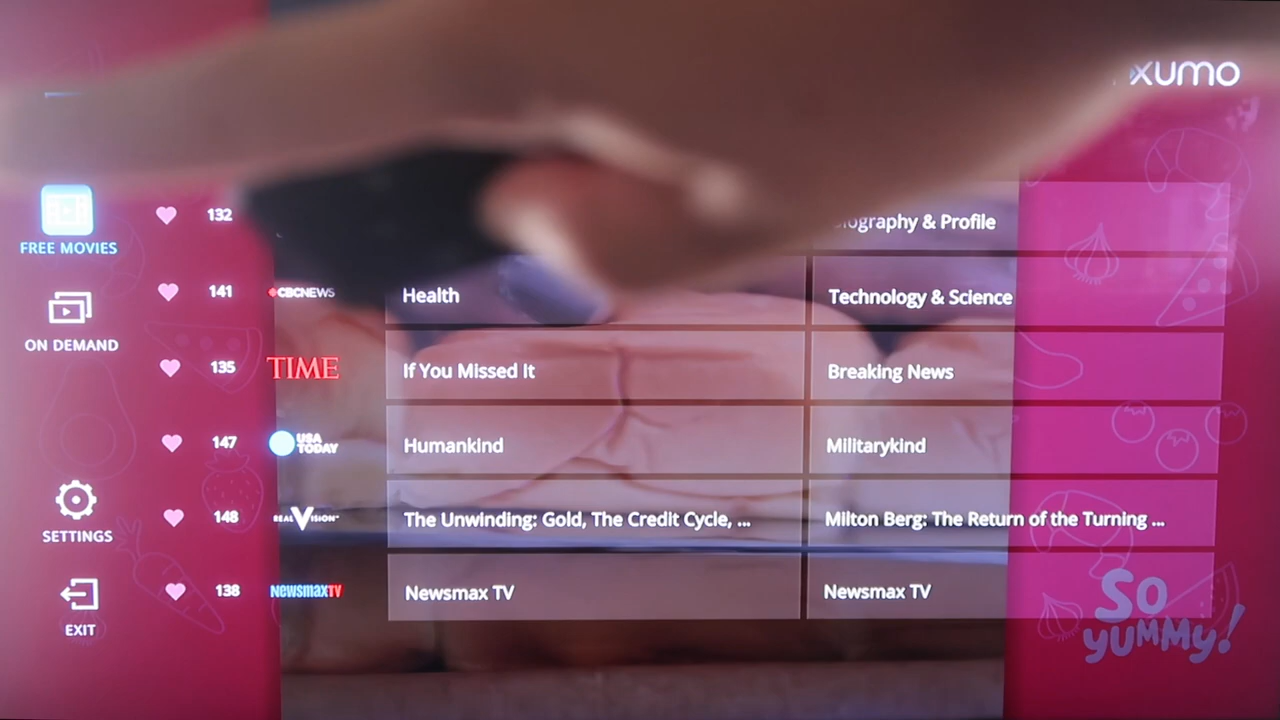 xumo
132
ography & Profile
FREE MOVIES
141
CBCNEWS
Health
Technology & Science
ON DEMAND
135
TIME
If You Missed It
Breaking News
147
USA
TODAY
Humankind
Militarykind
148
REALVISION
The Unwinding: Gold, The Credit Cycle, ...
Milton Berg: The Return of the Turning ...
SETTINGS
138
NEWSMAXTV
Newsmax TV
Newsmax TV
EXIT
SO
YUMMY!